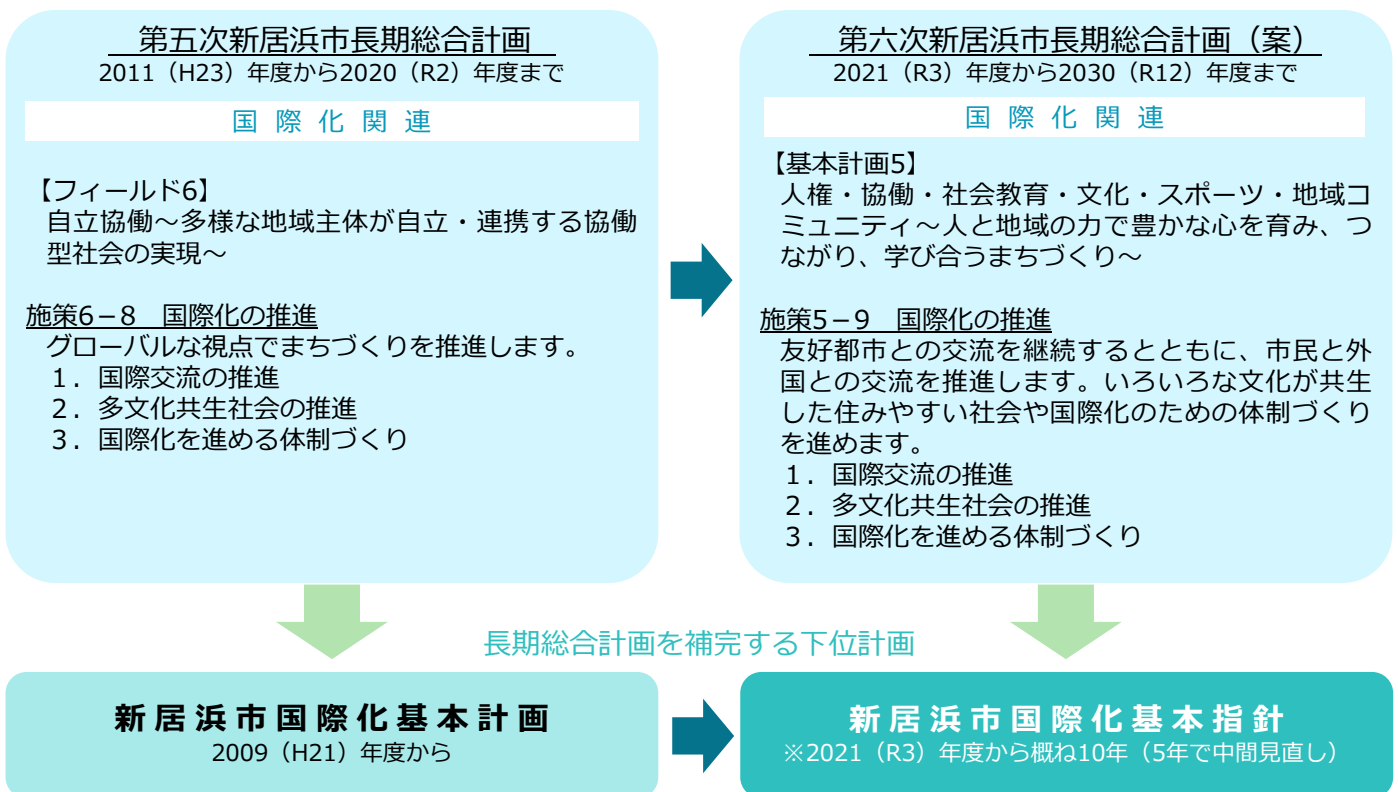 第五次新居浜市長期総合計画
2011（H23）年度から2020（R2）年度まで
国際化関連
【フィールド6】
自立協働～多様な地域主体が自立・連携する協働
型社会の実現～
施策6－8　国際化の推進
グローバルな視点でまちづくりを推進します。
1．国際交流の推進
2．多文化共生社会の推進
3．国際化を進める体制づくり
第六次新居浜市長期総合計画（案）
2021（R3）年度から2030（R12）年度まで
国際化関連
【基本計画5】
人権・協働・社会教育・文化・スポーツ・地域コ
ミュニティ～人と地域の力で豊かな心を育み、つ
ながり、学び合うまちづくり～
施策5－9　国際化の推進
友好都市との交流を継続するとともに、市民と外
国との交流を推進します。いろいろな文化が共生
した住みやすい社会や国際化のための体制づくり
を進めます。
1．国際交流の推進
2．多文化共生社会の推進
3．国際化を進める体制づくり
長期総合計画を補完する下位計画
新居浜市国際化基本計画
2009（H21）年度から
新居浜市国際化基本指針
※2021（R3）年度から概ね10年（5年で中間見直し）